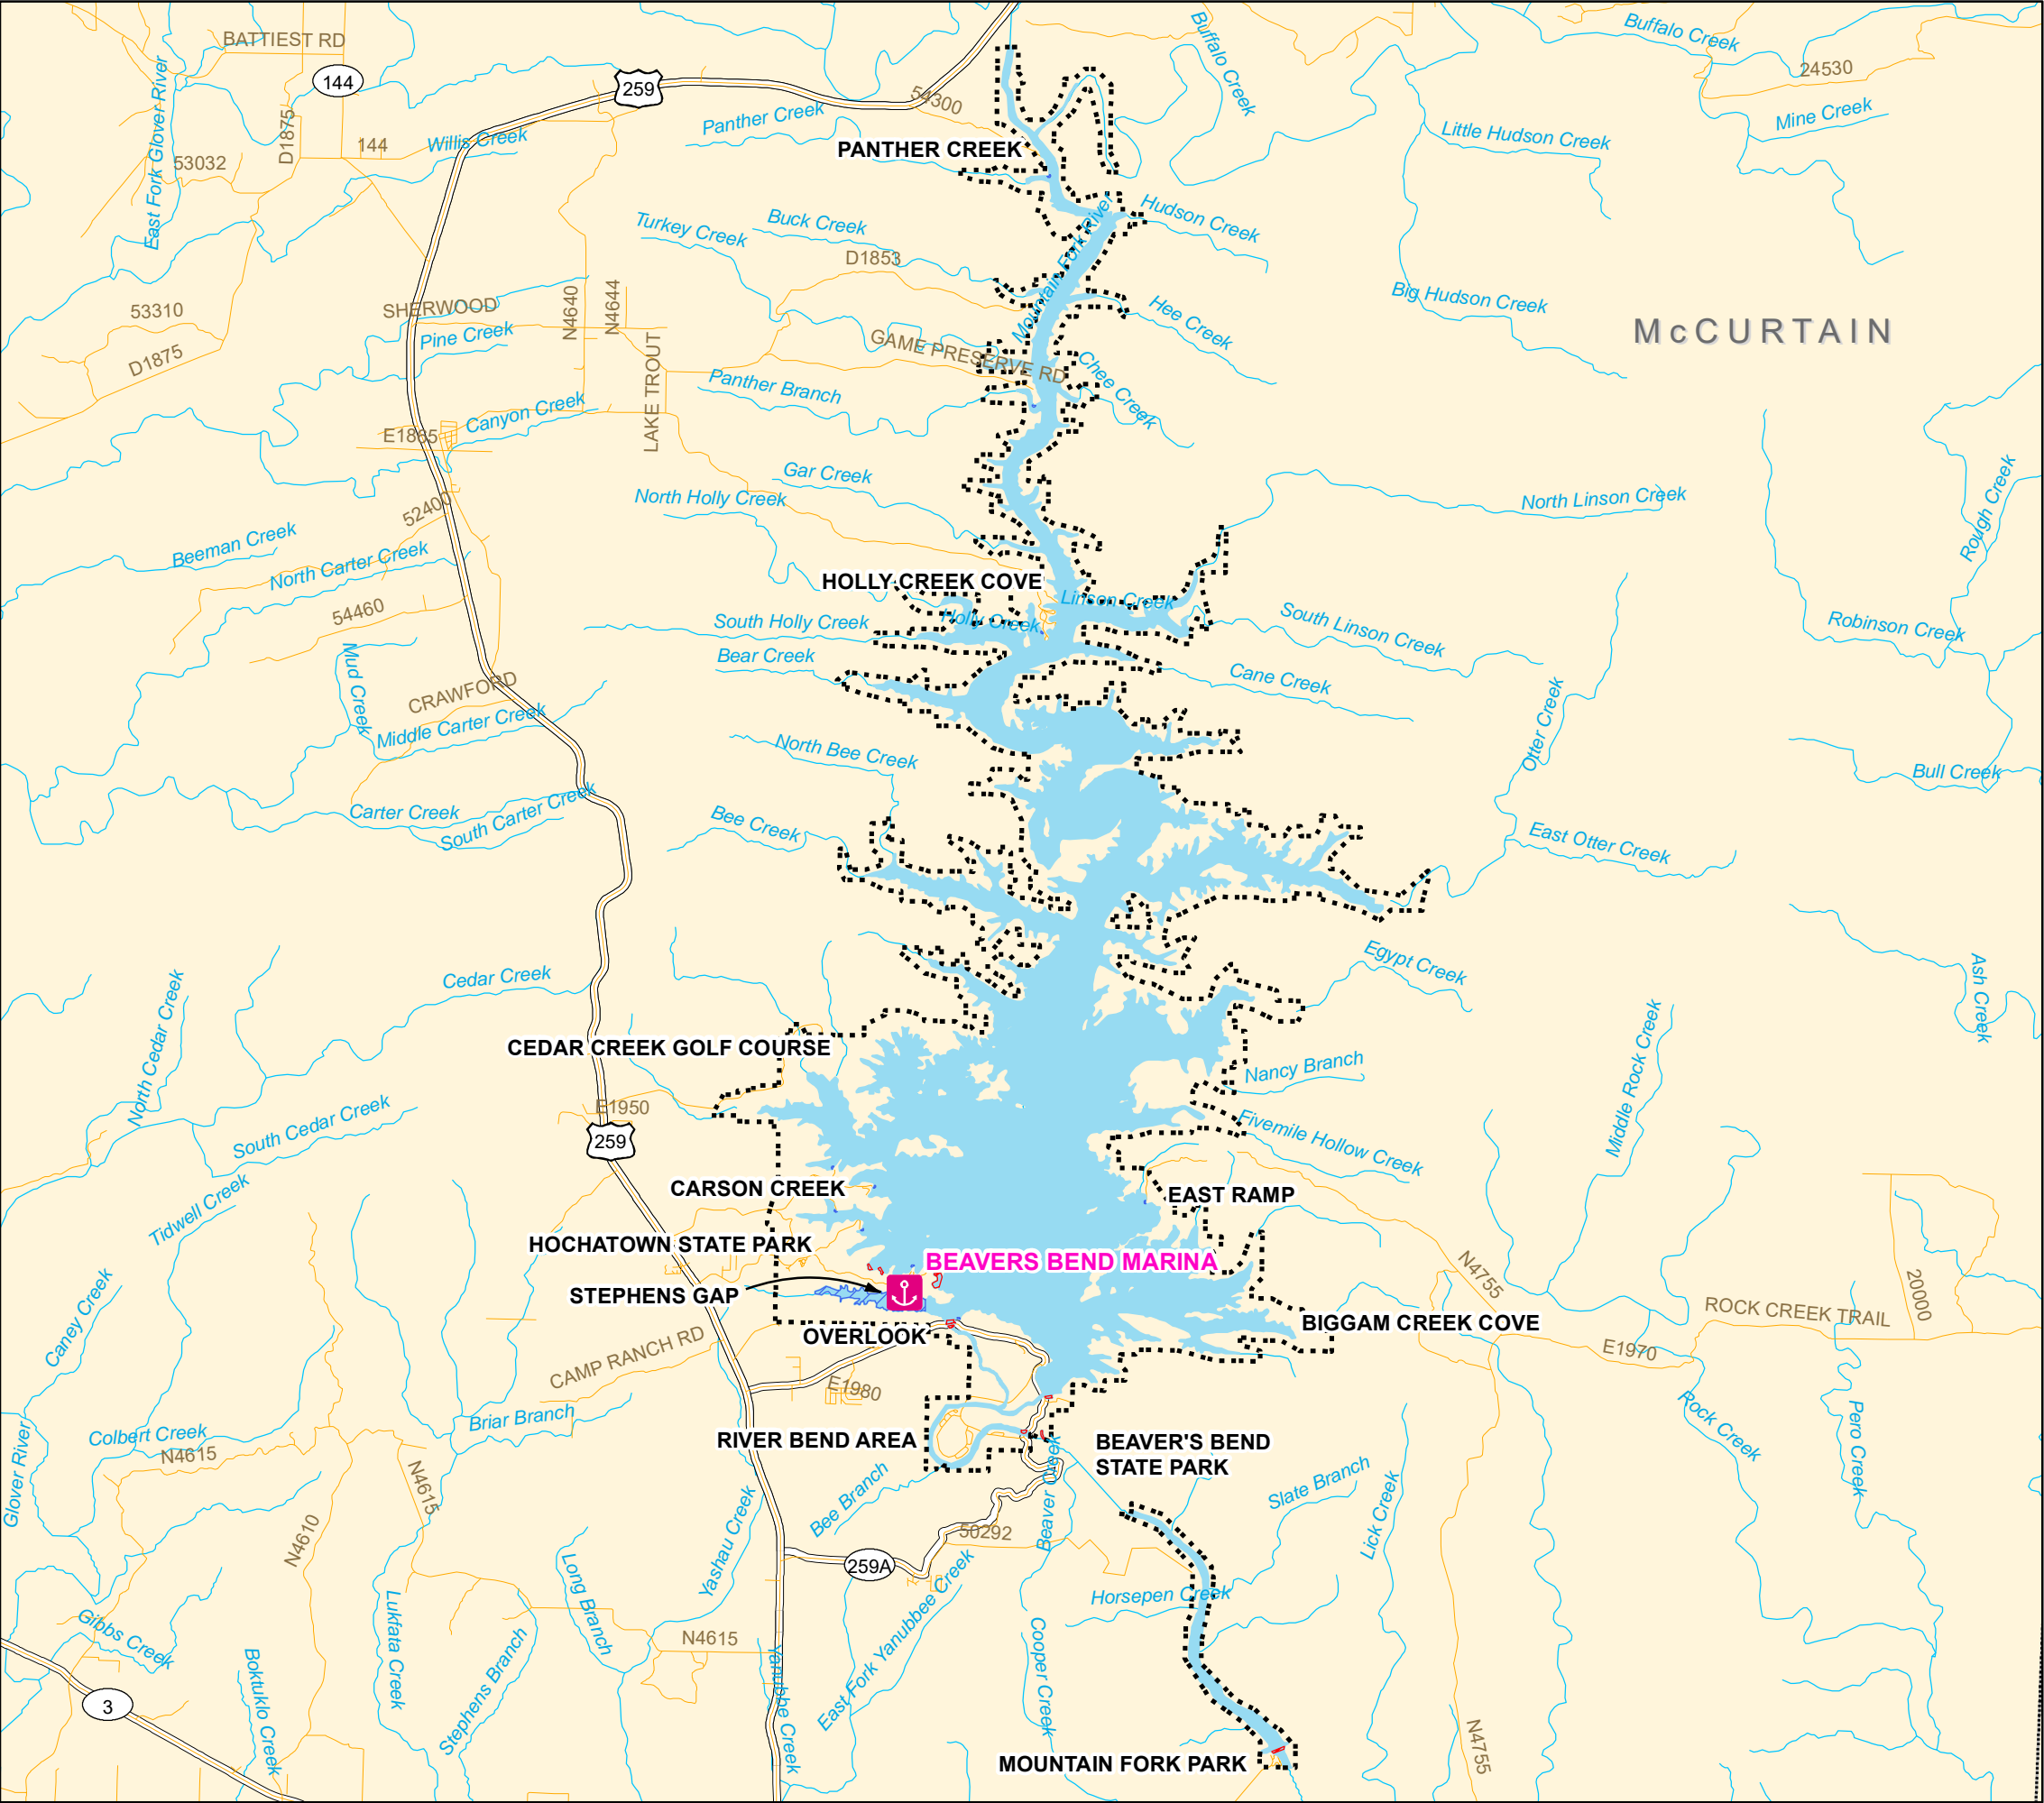 BATTIEST RD
Buffalo Creek
Buffalo Creek
24530
144
259
East Fork Glover River
D1875
54300
Panther Creek
Mine Creek
Willis Creek
144
PANTHER CREEK
Little Hudson Creek
53032
Turkey Creek
Buck Creek
Hudson Creek
Mountain Fork River
D1853
53310
SHERWOOD
N4640
N4644
Big Hudson Creek
Hee Creek
McCURTAIN
Pine Creek
D1875
LAKE TROUT
GAME PRESERVE RD
Chee Creek
Panther Branch
Canyon Creek
E1865
Gar Creek
North Holly Creek
North Linson Creek
Rough Creek
52400
Beeman Creek
North Carter Creek
HOLLY CREEK COVE
Linson Creek
54460
South Holly Creek
Holly Creek
South Linson Creek
Robinson Creek
Mud Creek
Bear Creek
Cane Creek
CRAWFORD
Middle Carter Creek
Otter Creek
North Bee Creek
Bull Creek
Carter Creek
South Carter Creek
Bee Creek
East Otter Creek
Cedar Creek
Egypt Creek
Ash Creek
North Cedar Creek
CEDAR CREEK GOLF COURSE
Middle Rock Creek
Nancy Branch
E1950
South Cedar Creek
259
Fivemile Hollow Creek
Tidwell Creek
CARSON CREEK
EAST RAMP
HOCHATOWN STATE PARK
BEAVERS BEND MARINA
N4755
STEPHENS GAP
20000
Caney Creek
ROCK CREEK TRAIL
OVERLOOK
BIGGAM CREEK COVE
E1970
CAMP RANCH RD
E1980
Briar Branch
Colbert Creek
Rock Creek
Pero Creek
Glover River
N4615
RIVER BEND AREA
BEAVER'S BEND
STATE PARK
N4615
Bee Branch
Beaver Creek
Slate Branch
Lick Creek
N4610
Yashau Creek
50292
259A
Long Branch
Horsepen Creek
Gibbs Creek
Lukfata Creek
Stephens Branch
N4615
East Fork Yanubbee Creek
Cooper Creek
Boktuklo Creek
Yanubbe Creek
3
N4755
MOUNTAIN FORK PARK